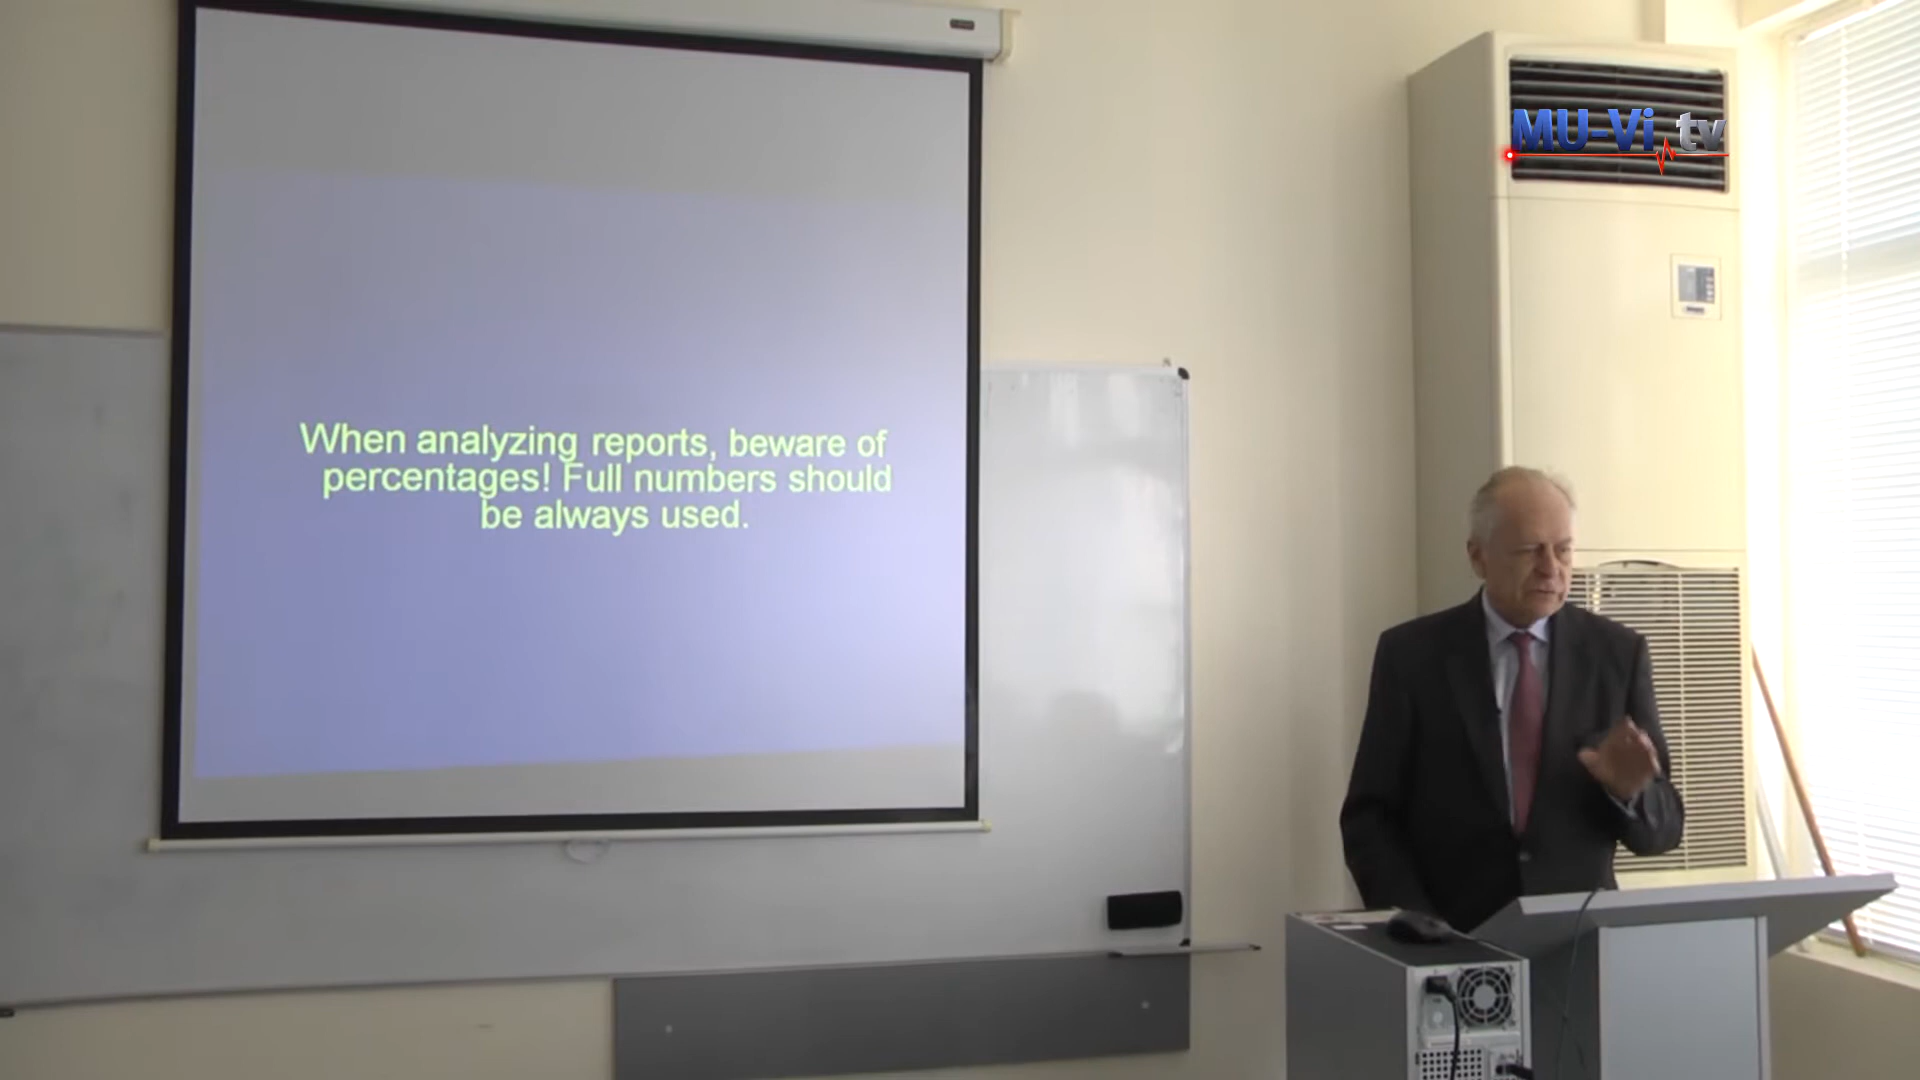 MU-Vi.tv
When analyzing reports, beware of
percentages! Full numbers should
be always used.